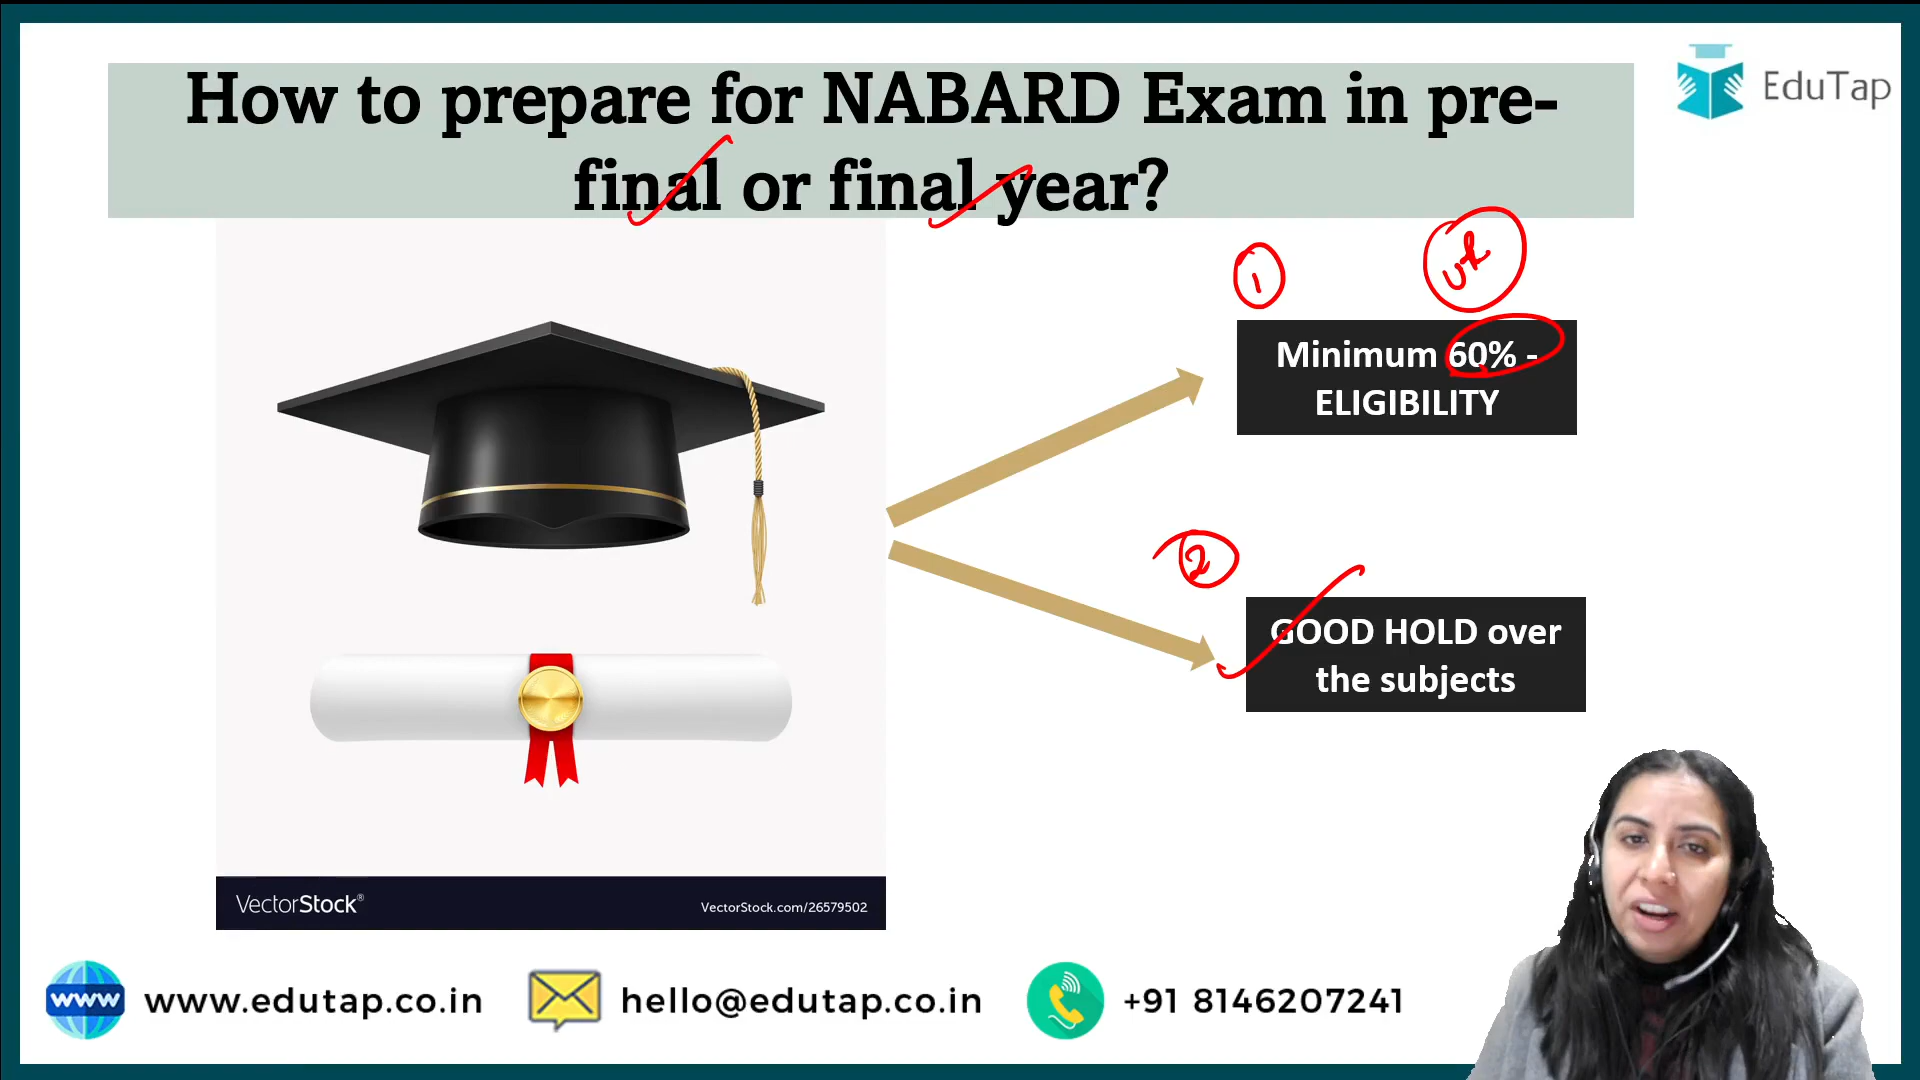 How to prepare for NABARD Exam in pre-
final or final year?
EduTap
1
UR
Minimum 60% -
ELIGIBILITY
2
GOOD HOLD over
the subjects
VectorStock®
VectorStock.com/26579502
www
www.edutap.co.in
hello@edutap.co.in
+91 8146207241